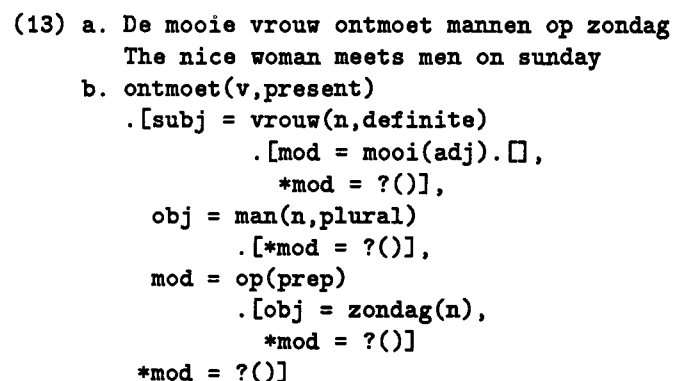 (13) a. De mooie vrouw ontmoet mannen op zondag
The nice woman meets men on sunday
b. ontmoet(v,present)
.[subj = vrouw(n,definite)
.[mod = mooi(adj).[],
*mod = ?()],
obj = man(n,plural)
.[*mod = ?()],
mod = op(prep)
.[obj = zondag(n),
*mod = ?()]
*mod = ?()]